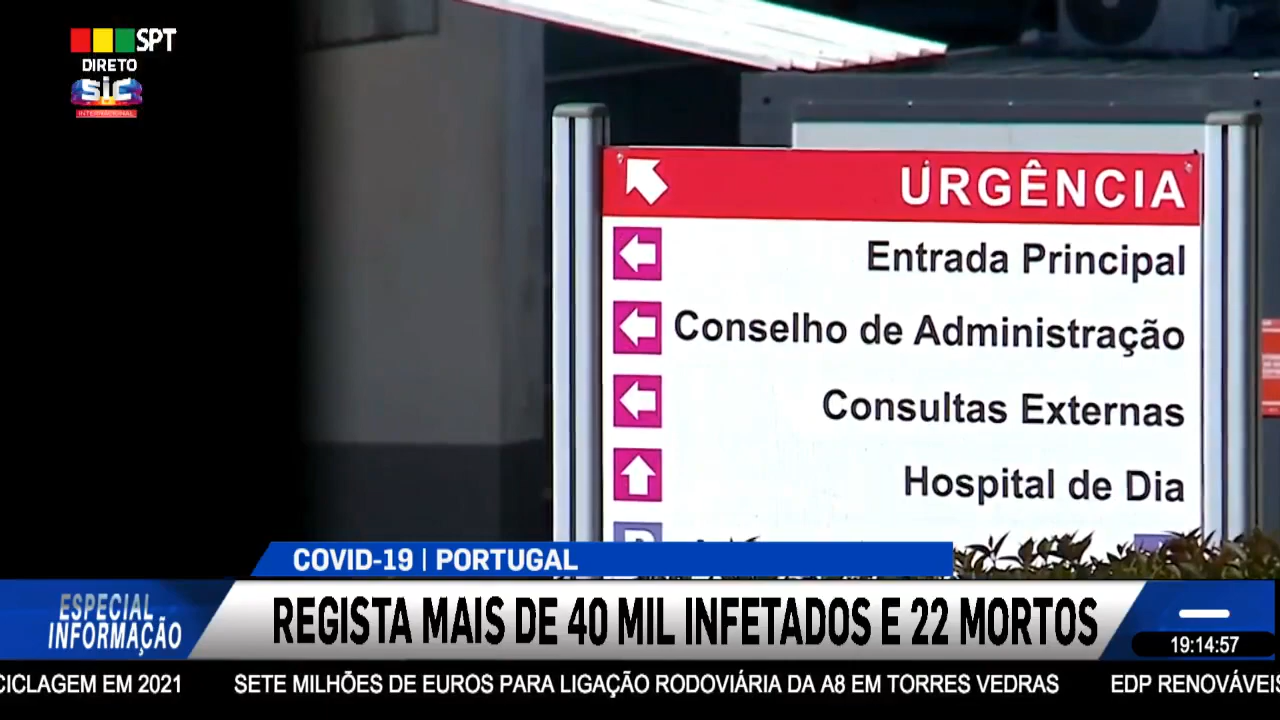 SPT
DIRETO
SIC
INTERNACIONAL
URGÊNCIA
Entrada Principal
Conselho de Administração
Consultas Externas
Hospital de Dia
COVID-19 | PORTUGAL
ESPECIAL
INFORMAÇÃO
REGISTA MAIS DE 40 MIL INFETADOS E 22 MORTOS
19:14:57
CICLAGEM EM 2021 SETE MILHÕES DE EUROS PARA LIGAÇÃO RODOVIÁRIA DA A8 EM TORRES VEDRAS EDP RENOVÁVEIS